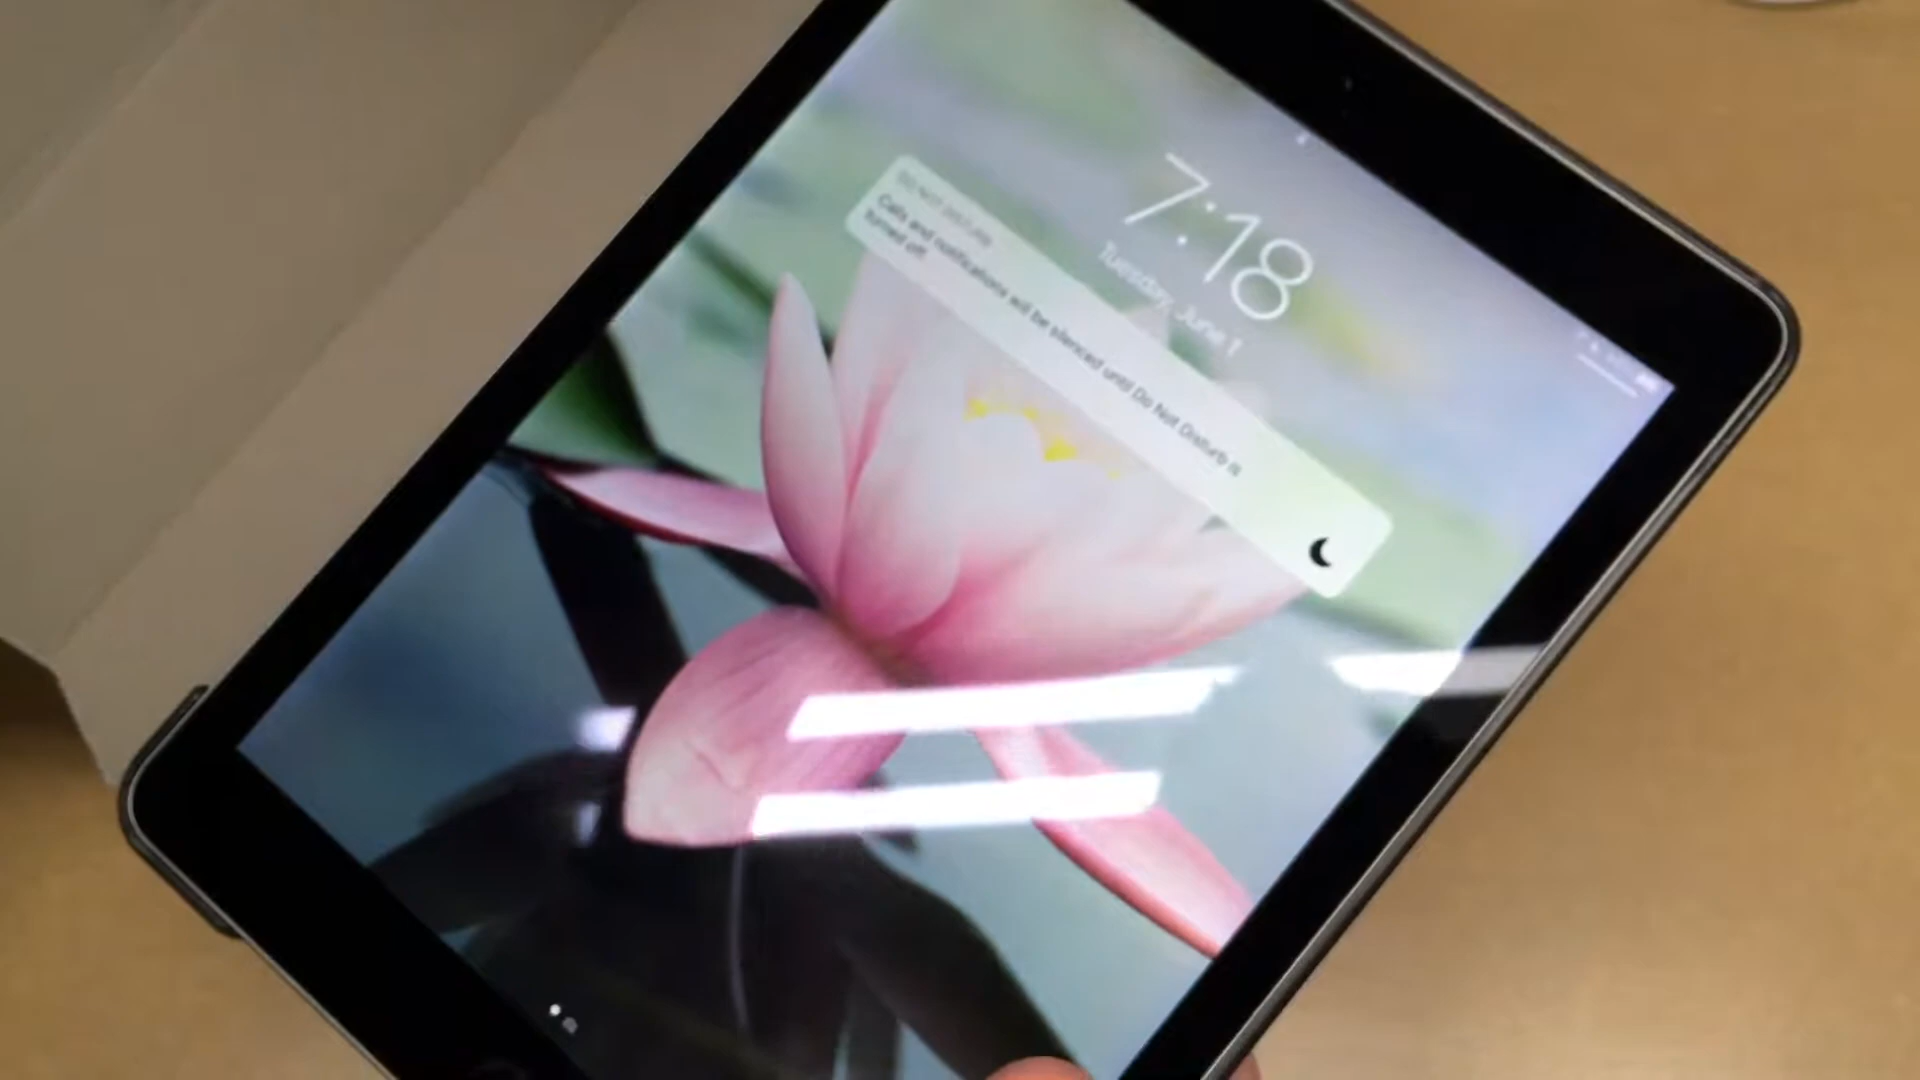 7:18
Tuesday, June 1
DO NOT DISTURB
Calls and notifications will be silenced until Do Not Disturb is
turned off.